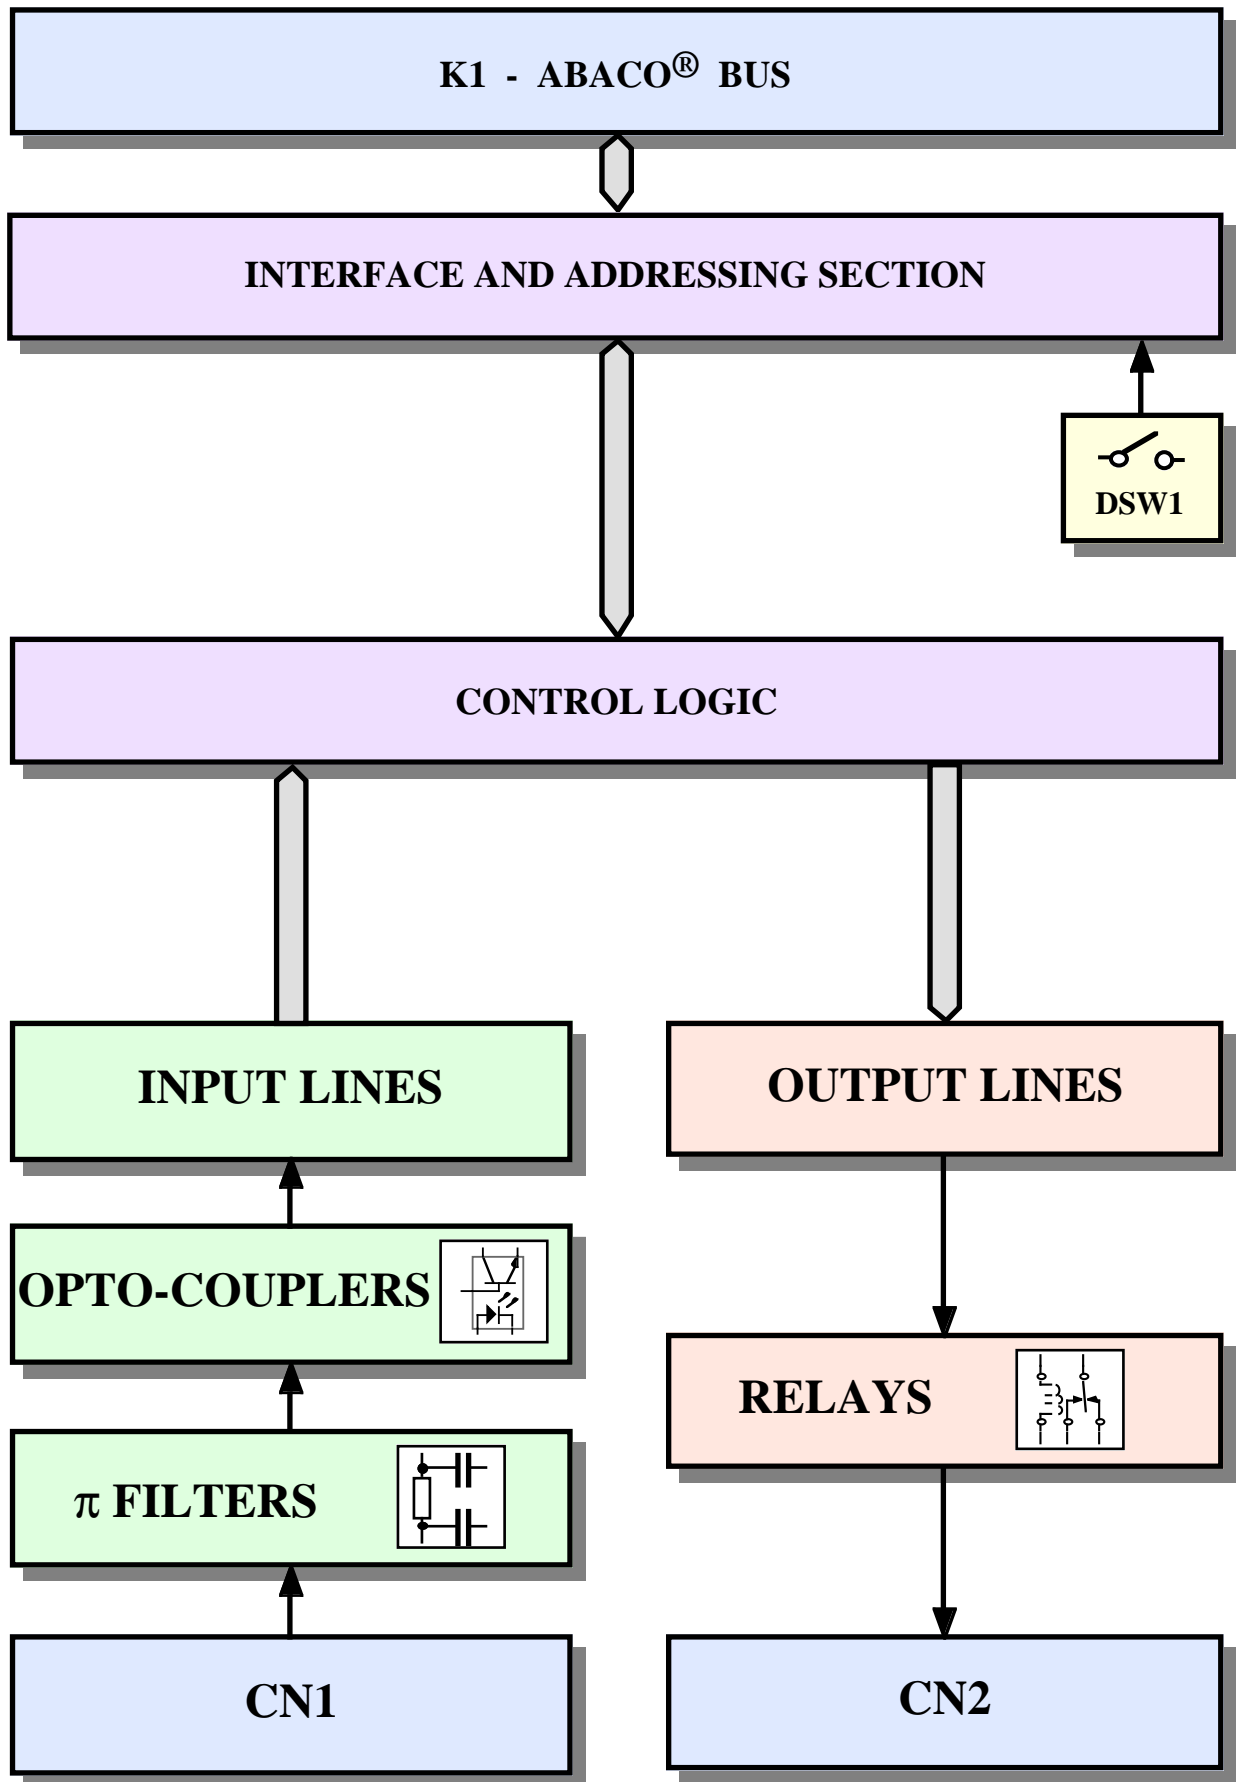 K1 - ABACO® BUS
INTERFACE AND ADDRESSING SECTION
DSW1
CONTROL LOGIC
INPUT LINES
OUTPUT LINES
OPTO-COUPLERS
RELAYS
π FILTERS
CN1
CN2